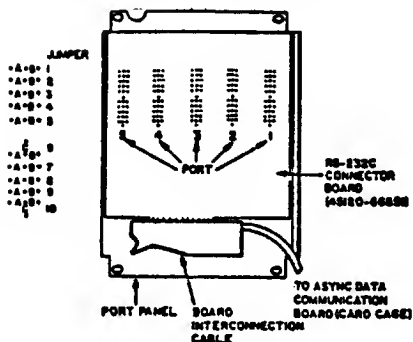 JUMPER
•A•B• 1
•A•B• 2
•A•B• 3
•A•B• 4
•A•B• 5
•A•B• 7
•A•B• 8
•A•B• 9
10
5 4 3 2 1
PORT
RS-232C
CONNECTOR
BOARD
PORT PANEL
BOARD
INTERCONNECTION
CABLE
TO ASYNC DATA
COMMUNICATION
BOARD (CARD CAGE)